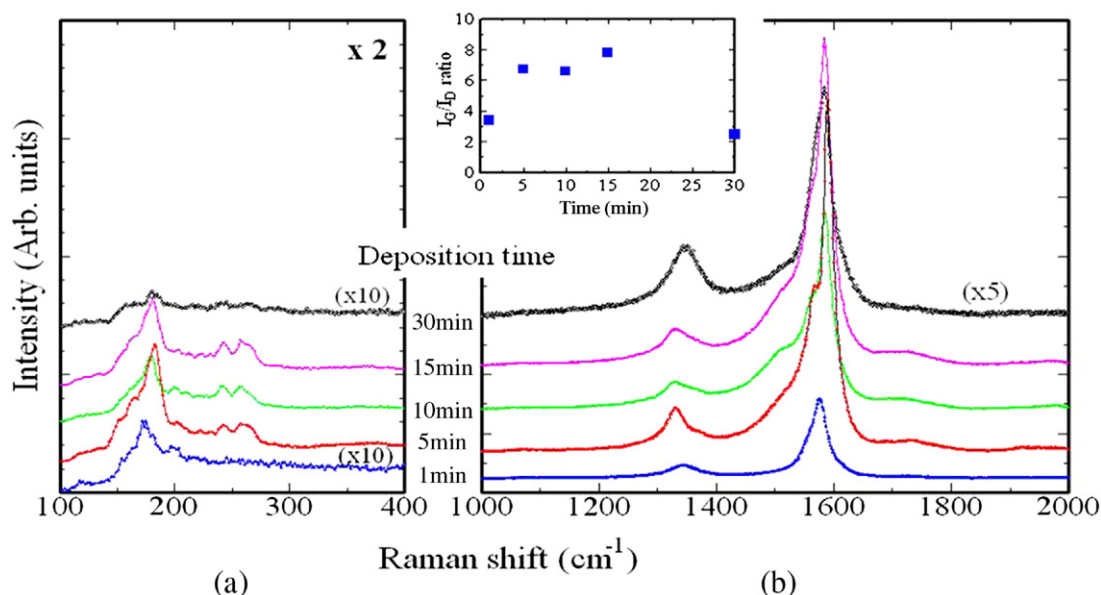 x 2
10
8
6
4
2
0
I_G/I_D ratio
0 5 10 15 20 25 30
Time (min)
Intensity (Arb. units)
Deposition time
(x10)
(x5)
30min
15min
10min
5min
(x10)
1min
100 200 300 400 1000 1200 1400 1600 1800 2000
Raman shift (cm⁻¹)
(a) (b)